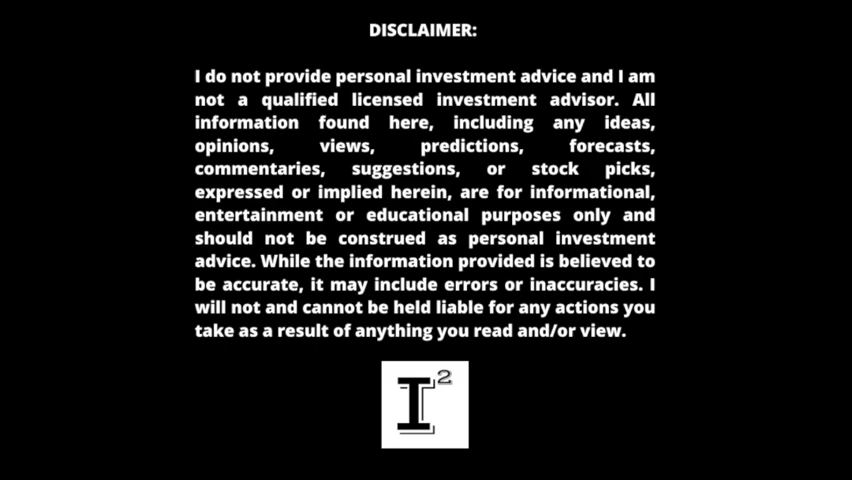 DISCLAIMER:
I do not provide personal investment advice and I am
not a qualified licensed investment advisor. All
information found here, including any ideas,
opinions, views, predictions, forecasts,
commentaries, suggestions, or stock picks,
expressed or implied herein, are for informational,
entertainment or educational purposes only and
should not be construed as personal investment
advice. While the information provided is believed to
be accurate, it may include errors or inaccuracies. I
will not and cannot be held liable for any actions you
take as a result of anything you read and/or view.
I²